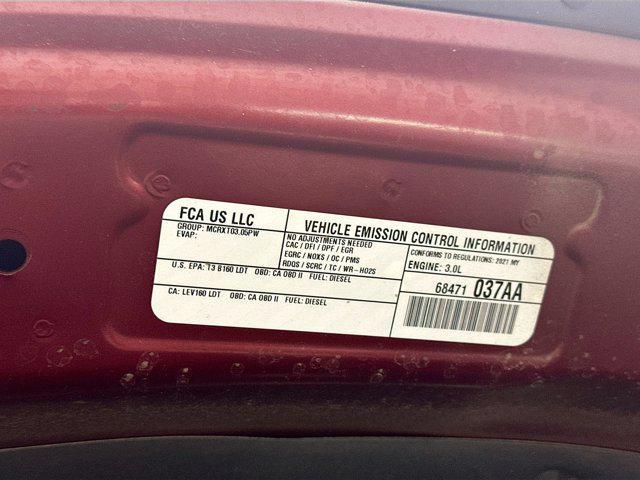 FCA US LLC
GROUP: MCRXT03.05PW
EVAP:
VEHICLE EMISSION CONTROL INFORMATION
NO ADJUSTMENTS NEEDED
CAC / DFI / DPF / EGR
EGRC / NOXS / OC / PMS
RDOS / SCRC / TC / WR-HO2S
CONFORMS TO REGULATIONS: 2021 MY
ENGINE: 3.0L
U.S. EPA: T3 B160 LDT OBD: CA OBD II FUEL: DIESEL
CA: LEV160 LDT OBD: CA OBD II FUEL: DIESEL
68471 037AA